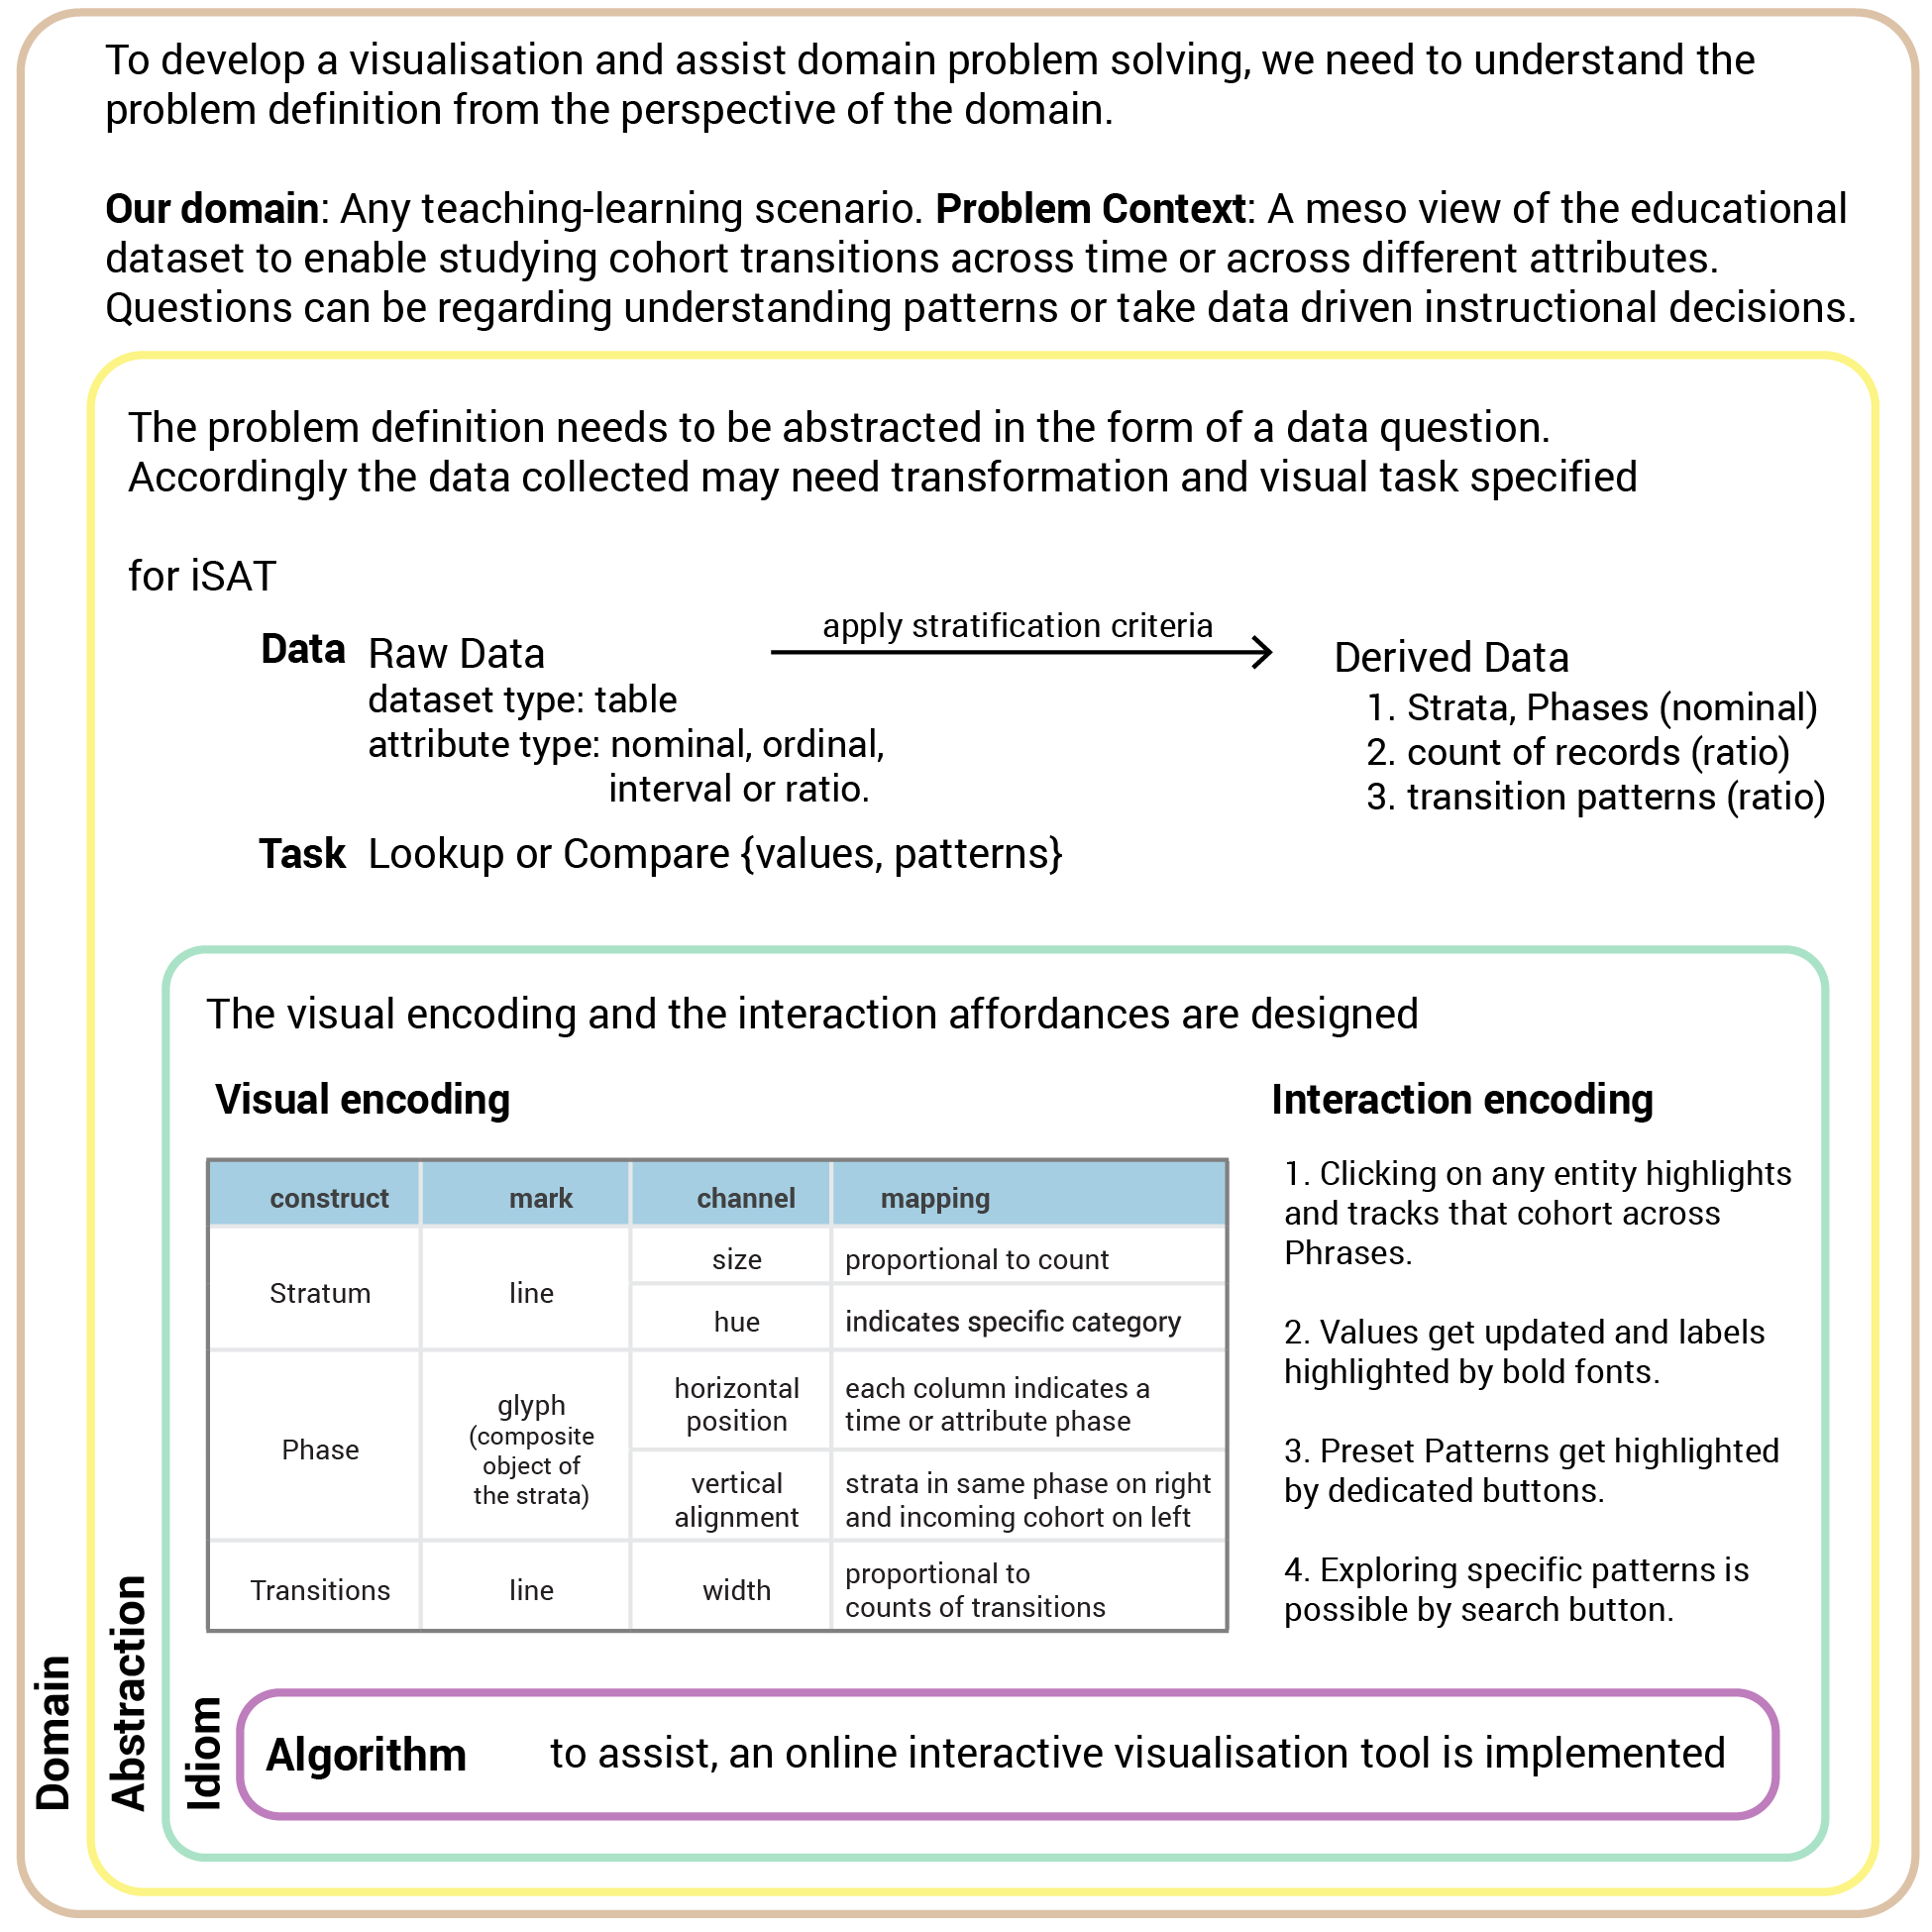 To develop a visualisation and assist domain problem solving, we need to understand the
problem definition from the perspective of the domain.
Our domain: Any teaching-learning scenario. Problem Context: A meso view of the educational
dataset to enable studying cohort transitions across time or across different attributes.
Questions can be regarding understanding patterns or take data driven instructional decisions.
The problem definition needs to be abstracted in the form of a data question.
Accordingly the data collected may need transformation and visual task specified
for iSAT
Data Raw Data
dataset type: table
attribute type: nominal, ordinal,
interval or ratio.
apply stratification criteria
Derived Data
1. Strata, Phases (nominal)
2. count of records (ratio)
3. transition patterns (ratio)
Task Lookup or Compare {values, patterns}
The visual encoding and the interaction affordances are designed
Visual encoding
construct mark channel mapping
Stratum line size proportional to count
hue indicates specific category
Phase
glyph
(composite
object of
the strata)
horizontal
position
each column indicates a
time or attribute phase
vertical
alignment
strata in same phase on right
and incoming cohort on left
Transitions line width
proportional to
counts of transitions
Interaction encoding
1. Clicking on any entity highlights
and tracks that cohort across
Phrases.
2. Values get updated and labels
highlighted by bold fonts.
3. Preset Patterns get highlighted
by dedicated buttons.
4. Exploring specific patterns is
possible by search button.
Domain
Abstraction
Idiom
Algorithm to assist, an online interactive visualisation tool is implemented